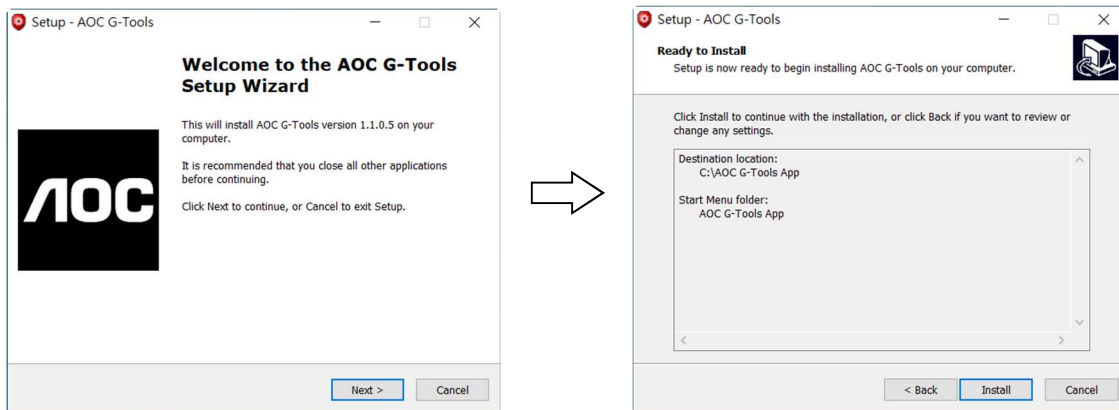 Setup - AOC G-Tools
Welcome to the AOC G-Tools
Setup Wizard
This will install AOC G-Tools version 1.1.0.5 on your
computer.
It is recommended that you close all other applications
before continuing.
Click Next to continue, or Cancel to exit Setup.
AOC
Next >
Cancel
Setup - AOC G-Tools
Ready to Install
Setup is now ready to begin installing AOC G-Tools on your computer.
Click Install to continue with the installation, or click Back if you want to review or
change any settings.
Destination location:
C:\AOC G-Tools App
Start Menu folder:
AOC G-Tools App
< Back
Install
Cancel